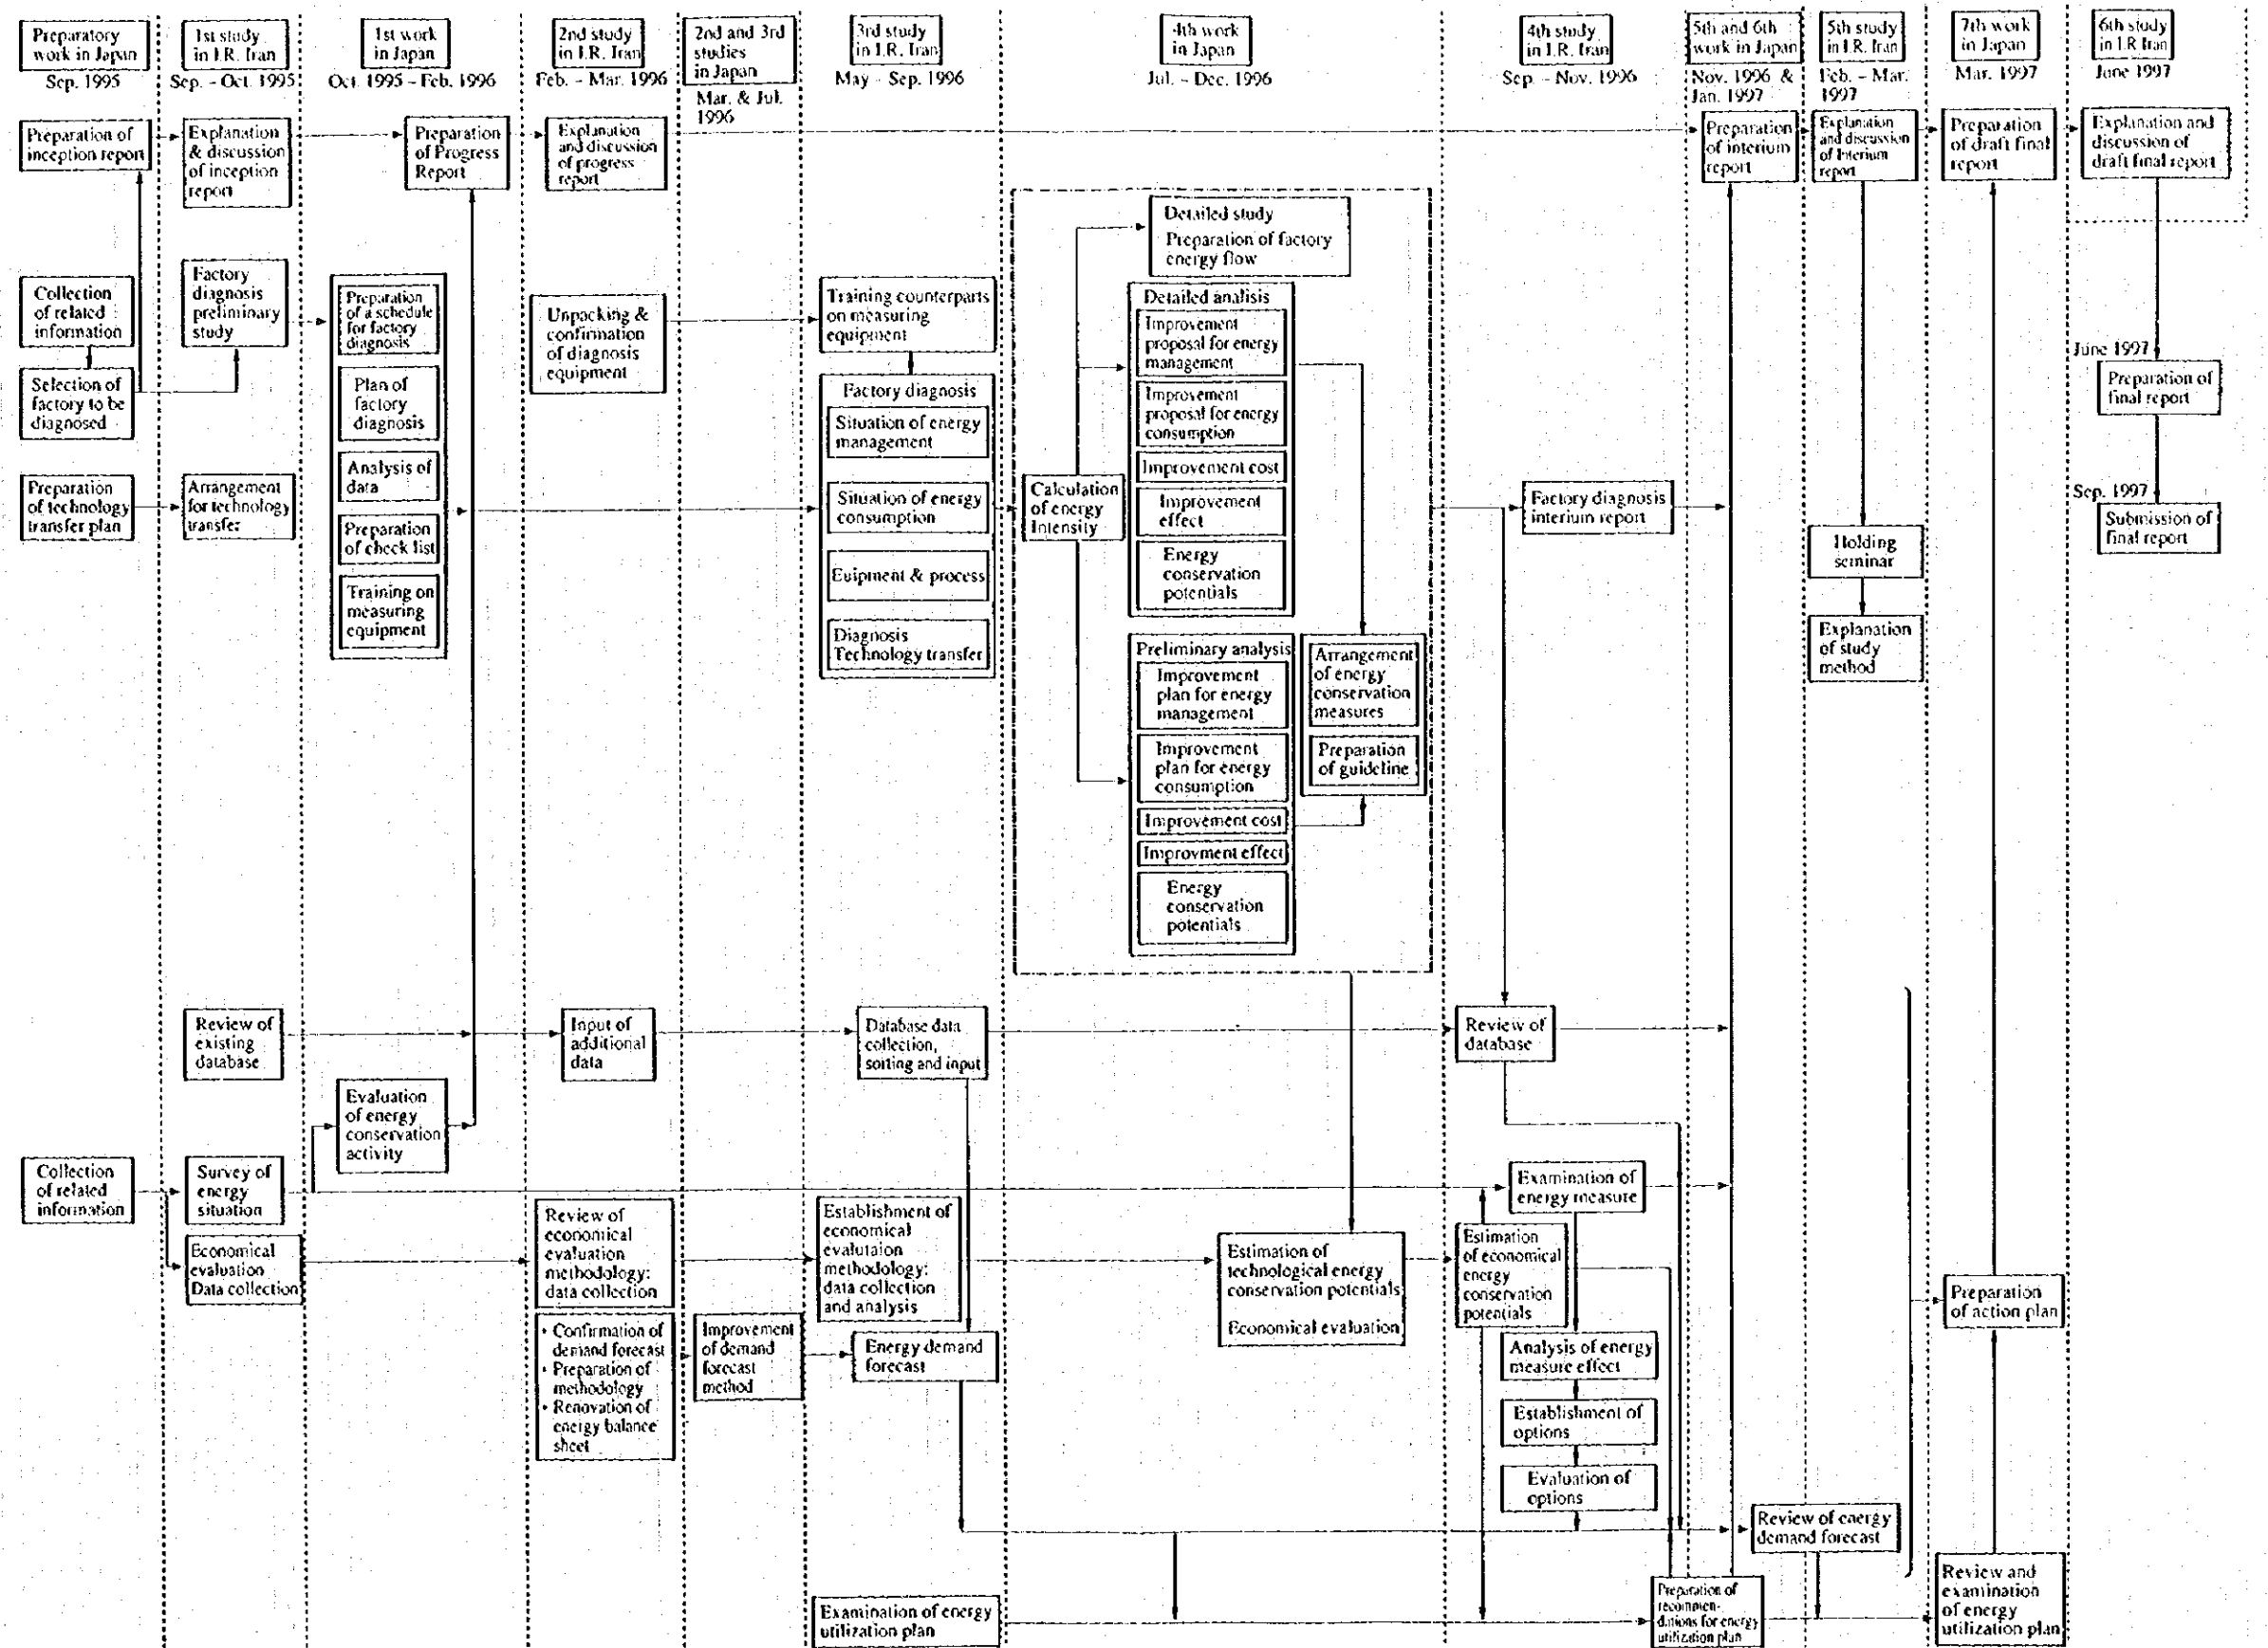 Preparatory
work in Japan
Sep. 1995
1st study
in I.R. Iran
Sep. - Oct. 1995
1st work
in Japan
Oct. 1995 - Feb. 1996
2nd study
in I.R. Iran
Feb. - Mar. 1996
2nd and 3rd
studies
in Japan
Mar. & Jul.
1996
3rd study
in I.R. Iran
May - Sep. 1996
4th work
in Japan
Jul. - Dec. 1996
4th study
in I.R. Iran
Sep. - Nov. 1996
5th and 6th
work in Japan
Nov. 1996 &
Jan. 1997
5th study
in I.R. Iran
Feb. - Mar.
1997
7th work
in Japan
Mar. 1997
6th study
in I.R. Iran
June 1997
Preparation of
inception report
Explanation
& discussion
of inception
report
Preparation
of Progress
Report
Explanation
and discussion
of progress
report
Preparation
of interium
report
Explanation
and discussion
of Interium
report
Preparation
of draft final
report
Explanation and
discussion of
draft final report
Collection
of related
information
Selection of
factory to be
diagnosed
Factory
diagnosis
preliminary
study
Preparation
of a schedule
for factory
diagnosis
Plan of
factory
diagnosis
Analysis of
data
Preparation
of check list
Training on
measuring
equipment
Unpacking &
confirmation
of diagnosis
equipment
Training counterparts
on measuring
equipment
Factory diagnosis
Situation of energy
management
Situation of energy
consumption
Euipment & process
Diagnosis
Technology transfer
Preparation
of technology
transfer plan
Arrangement
for technology
transfer
Calculation
of energy
Intensity
Detailed study
Preparation of factory
energy flow
Detailed analisis
Improvement
proposal for energy
management
Improvement
proposal for energy
consumption
Improvement cost
Improvement
effect
Energy
conservation
potentials
Preliminary analysis
Improvement
plan for energy
management
Improvement
plan for energy
consumption
Improvement cost
Improvment effect
Energy
conservation
potentials
Arrangement
of energy
conservation
measures
Preparation
of guideline
Factory diagnosis
interium report
Holding
seminar
Explanation
of study
method
June 1997
Preparation of
final report
Sep. 1997
Submission of
final report
Review of
existing
database
Input of
additional
data
Database data
collection,
sorting and input
Review of
database
Evaluation
of energy
conservation
activity
Collection
of related
information
Survey of
energy
situation
Economical
evaluation
Data collection
Review of
economical
evaluation
methodology:
data collection
• Confirmation of
demand forecast
• Preparation of
methodology
• Renovation of
energy balance
sheet
Improvement
of demand
forecast
method
Establishment of
economical
evalutaion
methodology:
data collection
and analysis
Energy demand
forecast
Estimation of
technological energy
conservation potentials
Economical evaluation
Examination of
energy measure
Estimation
of economical
energy
conservation
potentials
Analysis of energy
measure effect
Establishment of
options
Evaluation of
options
Review of energy
demand forecast
Preparation
of action plan
Examination of energy
utilization plan
Preparation of
recommen-
dations for energy
utilization plan
Review and
examination
of energy
utilization plan